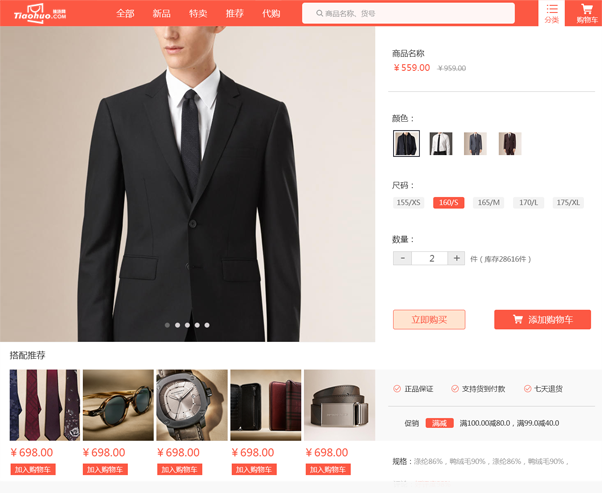 Tiaohuo.COM
全部 新品 特卖 推荐 代购
商品名称、货号
分类
购物车
商品名称
￥559.00 ￥959.00
颜色：
尺码：
155/XS 160/S 165/M 170/L 175/XL
数量：
- 2 + 件（库存28616件）
立即购买 添加购物车
搭配推荐
￥698.00 ￥698.00 ￥698.00 ￥698.00 ￥698.00
加入购物车 加入购物车 加入购物车 加入购物车 加入购物车
正品保证 支持货到付款 七天退货
促销 满减 满100.00减80.0，满99.0减40.0
规格：涤纶86%，鸭绒毛90%，涤纶86%，鸭绒毛90%，